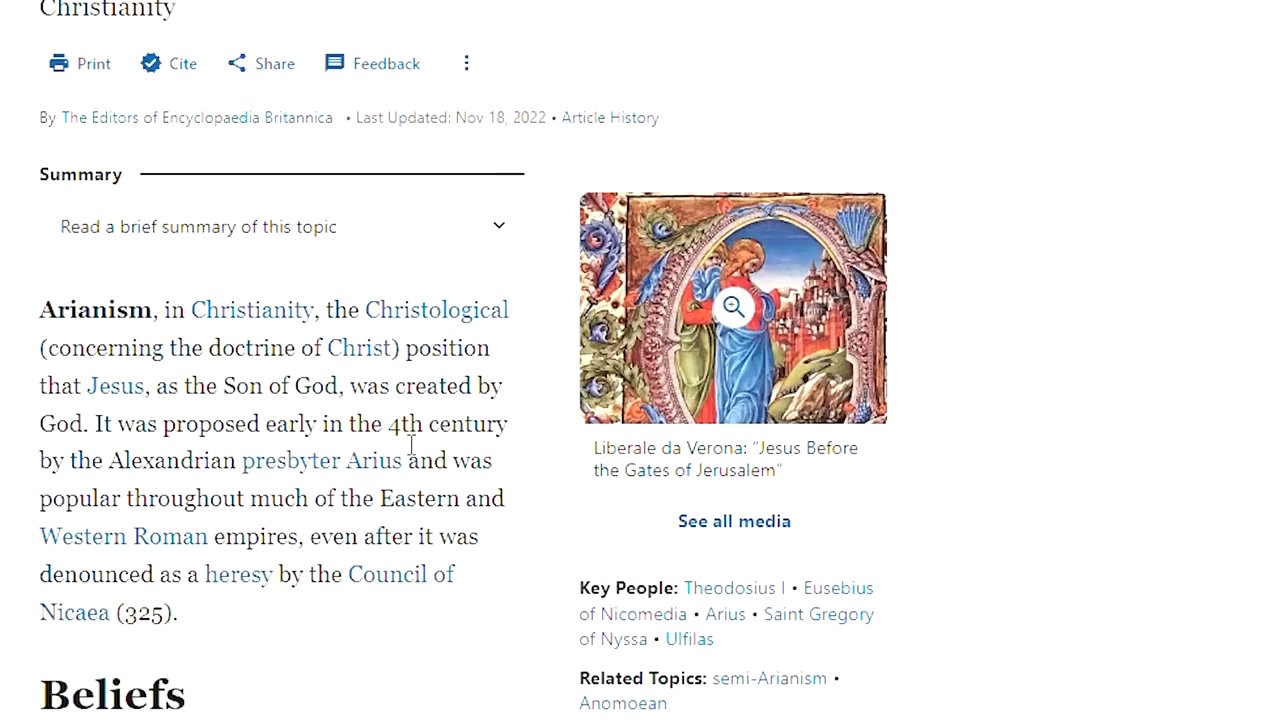 Christianity
Print Cite Share Feedback
By The Editors of Encyclopaedia Britannica • Last Updated: Nov 18, 2022 • Article History
Summary
Read a brief summary of this topic
Arianism, in Christianity, the Christological
(concerning the doctrine of Christ) position
that Jesus, as the Son of God, was created by
God. It was proposed early in the 4th century
by the Alexandrian presbyter Arius and was
popular throughout much of the Eastern and
Western Roman empires, even after it was
denounced as a heresy by the Council of
Nicaea (325).
Beliefs
Liberale da Verona: “Jesus Before
the Gates of Jerusalem”
See all media
Key People: Theodosius I • Eusebius
of Nicomedia • Arius • Saint Gregory
of Nyssa • Ulfilas
Related Topics: semi-Arianism •
Anomoean